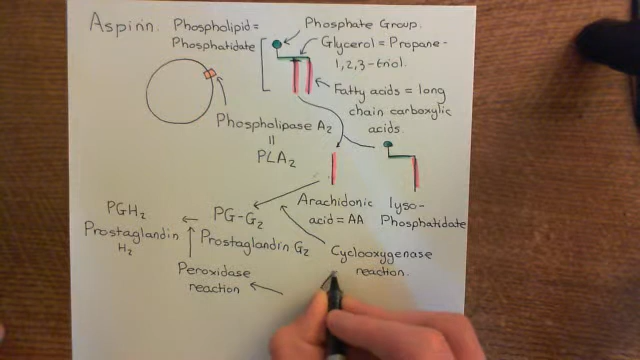 Aspirin.
Phospholipid =
Phosphatidate
Phosphate Group.
Glycerol = Propane-
1,2,3-triol.
Fatty acids = long
chain carboxylic
acids.
Phospholipase A2
=
PLA2
Arachidonic
acid = AA
lyso-
Phosphatidate
PGH2
Prostaglandin
H2
PG-G2
Prostaglandin G2
Cyclooxygenase
reaction.
Peroxidase
reaction